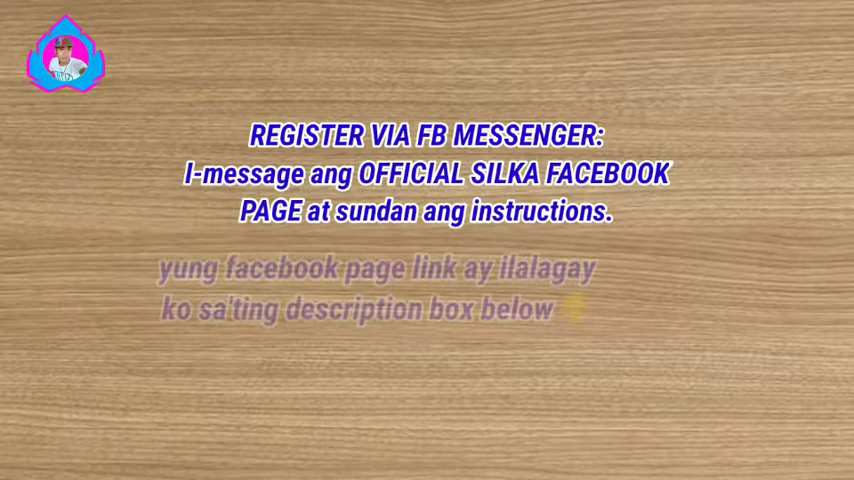 REGISTER VIA FB MESSENGER:
I-message ang OFFICIAL SILKA FACEBOOK
PAGE at sundan ang instructions.
yung facebook page link ay ilalagay
ko sa'ting description box below 👇